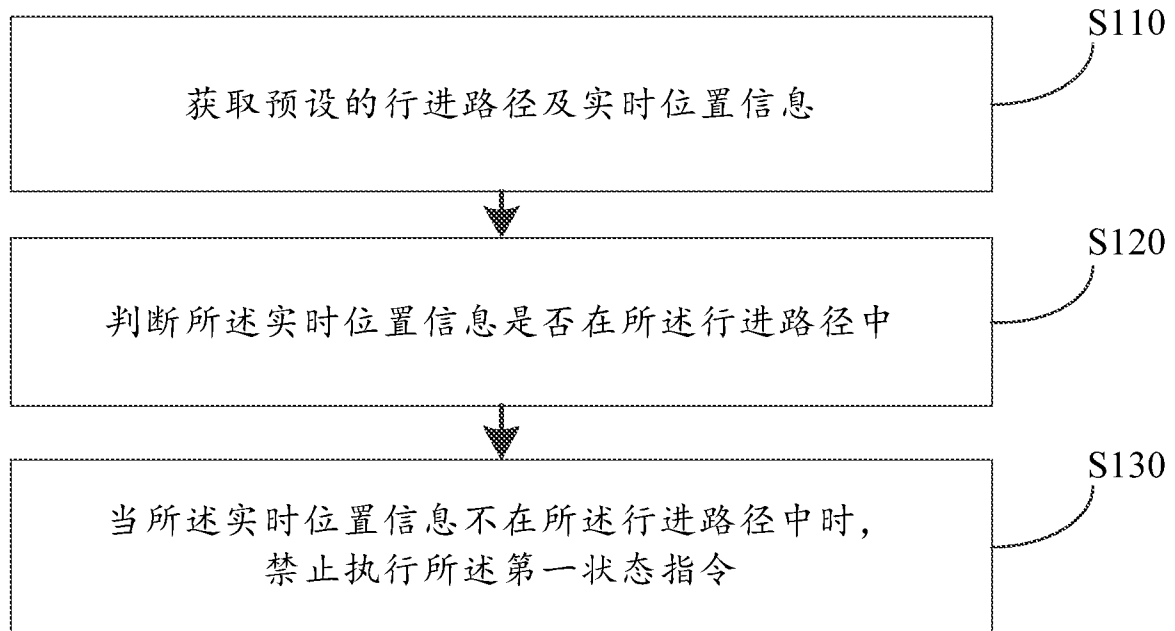 S110
获取预设的行进路径及实时位置信息
S120
判断所述实时位置信息是否在所述行进路径中
S130
当所述实时位置信息不在所述行进路径中时，
禁止执行所述第一状态指令